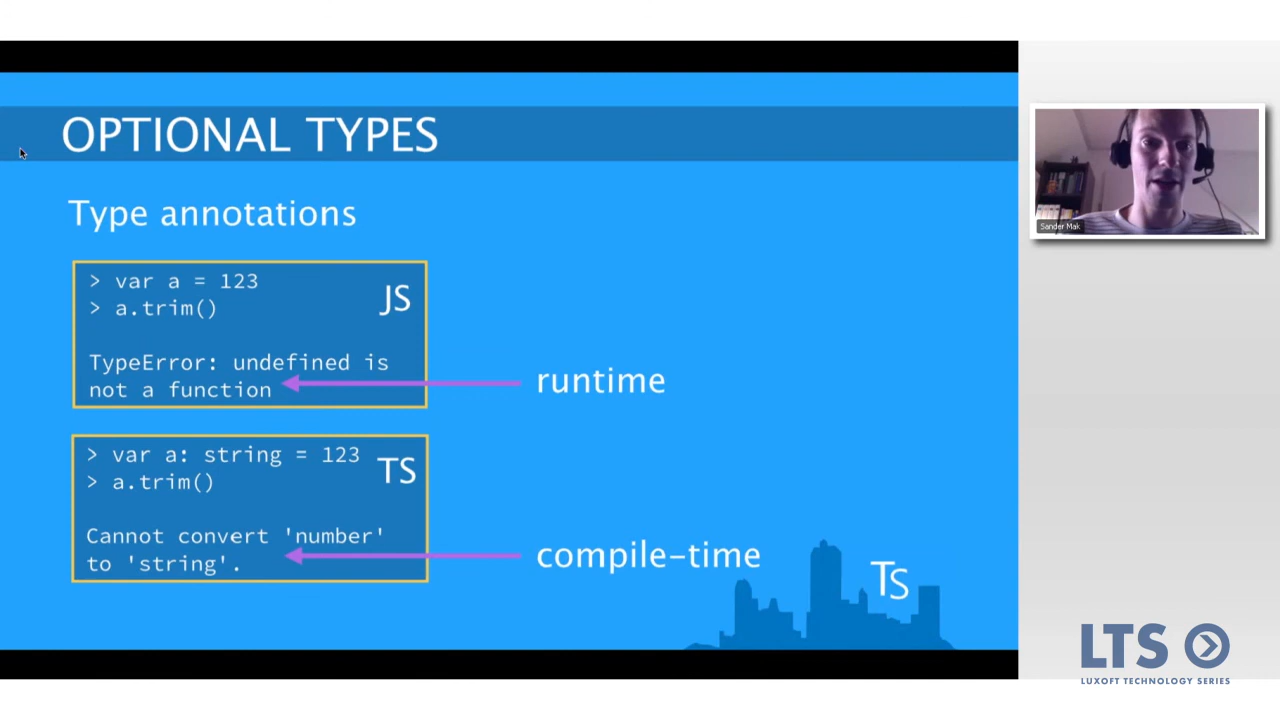 OPTIONAL TYPES
Type annotations
> var a = 123
> a.trim()
JS
TypeError: undefined is
not a function
runtime
> var a: string = 123
> a.trim()
TS
Cannot convert 'number'
to 'string'.
compile-time
TS
Sander Mak
LTS
LUXOFT TECHNOLOGY SERIES